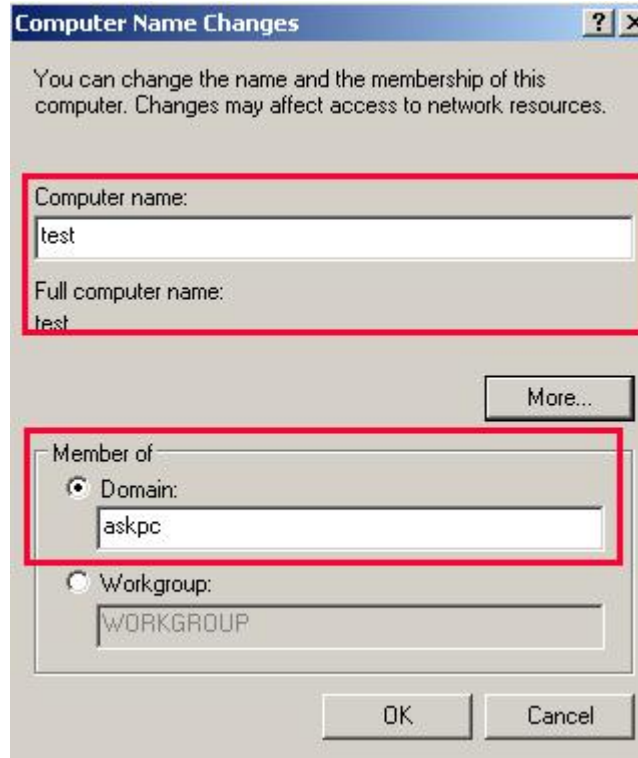 Computer Name Changes
You can change the name and the membership of this
computer. Changes may affect access to network resources.
Computer name:
test
Full computer name:
test
More...
Member of
Domain:
askpc
Workgroup:
WORKGROUP
OK Cancel